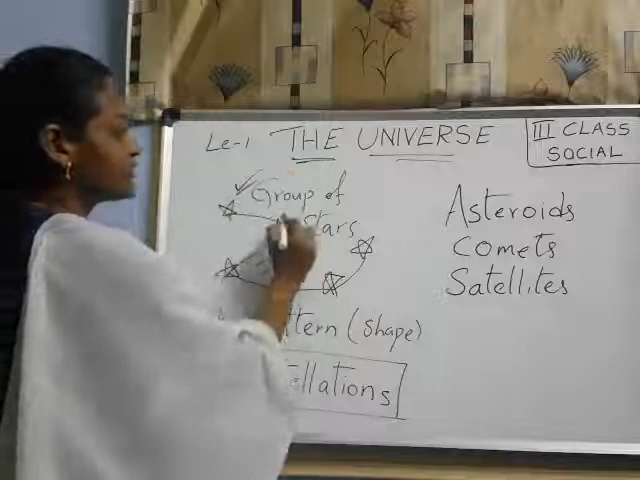 Le-1 THE UNIVERSE
III CLASS
SOCIAL
Group of
Stars
(Shape)
Asteroids
Comets
Satellites